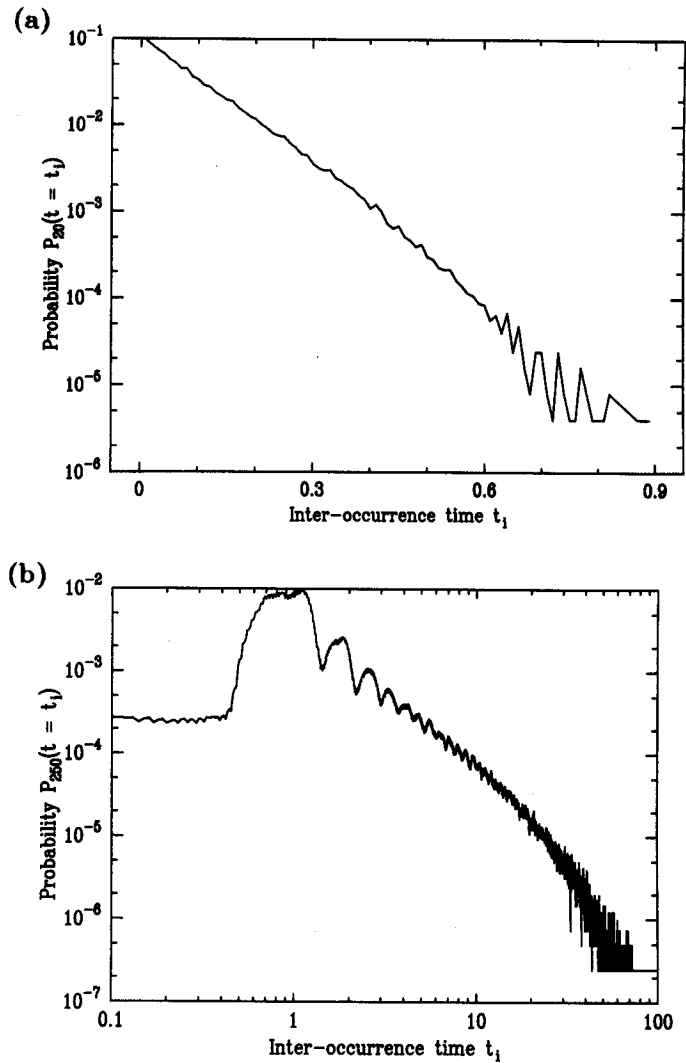 (a)
10⁻¹
10⁻²
10⁻³
10⁻⁴
10⁻⁵
10⁻⁶
Probability P₂₀(t = tᵢ)
0 0.3 0.6 0.9
Inter-occurrence time tᵢ
(b)
10⁻²
10⁻³
10⁻⁴
10⁻⁵
10⁻⁶
10⁻⁷
Probability P₂₅₀(t = tᵢ)
0.1 1 10 100
Inter-occurrence time tᵢ